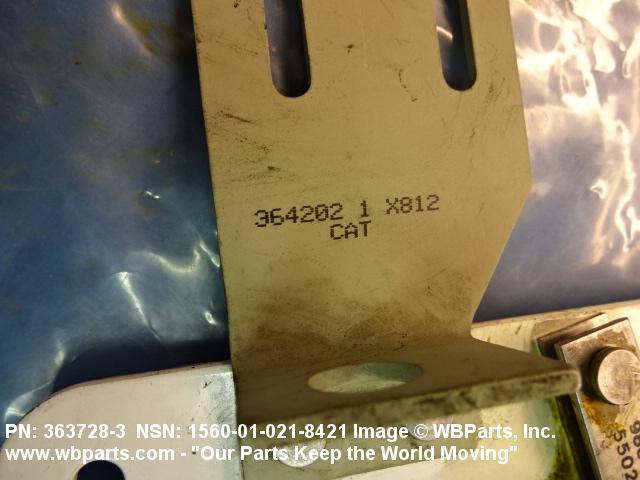 364202 1 X812
CAT
5502
PN: 363728-3 NSN: 1560-01-021-8421 Image © WBParts, Inc.
www.wbparts.com - "Our Parts Keep the World Moving"